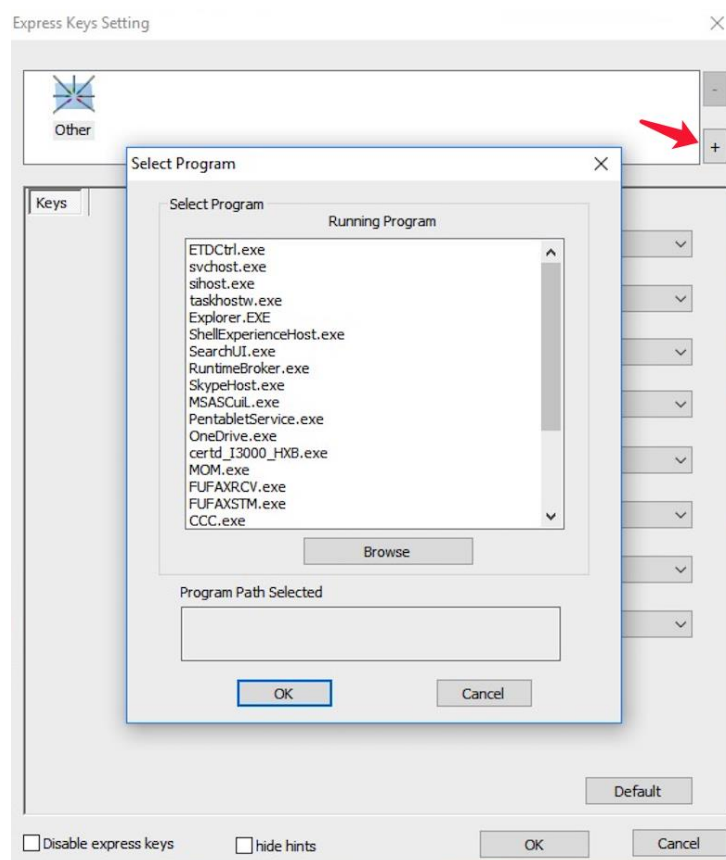 Express Keys Setting
-
Other
+
Select Program
Keys
Select Program
Running Program
ETDCtrl.exe
svchost.exe
sihost.exe
taskhostw.exe
Explorer.EXE
ShellExperienceHost.exe
SearchUI.exe
RuntimeBroker.exe
SkypeHost.exe
MSASCuiL.exe
PentabletService.exe
OneDrive.exe
certd_I3000_HXB.exe
MOM.exe
FUFAXRCV.exe
FUFAXSTM.exe
CCC.exe
Browse
Program Path Selected
OK
Cancel
Default
Disable express keys
hide hints
OK
Cancel